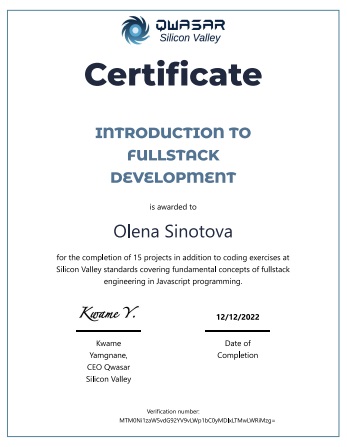 QWASAR
Silicon Valley
Certificate
INTRODUCTION TO
FULLSTACK
DEVELOPMENT
is awarded to
Olena Sinotova
for the completion of 15 projects in addition to coding exercises at
Silicon Valley standards covering fundamental concepts of fullstack
engineering in Javascript programming.
Kwame Y.
12/12/2022
Kwame
Yamgnane,
CEO Qwasar
Silicon Valley
Date of
Completion
Verification number: